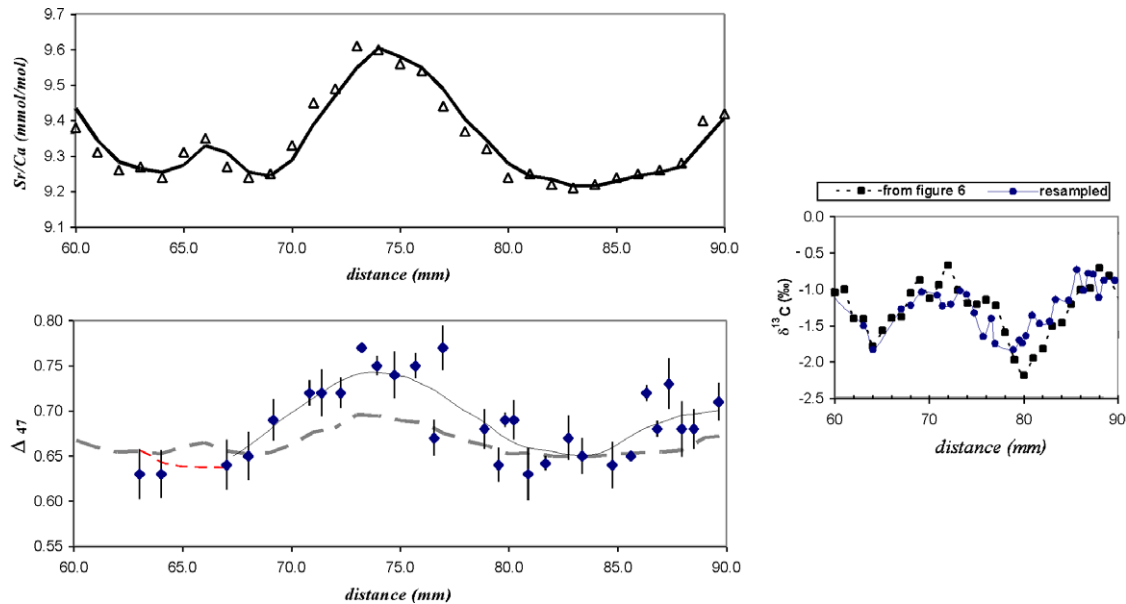 9.7
9.6
9.5
9.4
9.3
9.2
9.1
Sr/Ca (mmol/mol)
60.0 65.0 70.0 75.0 80.0 85.0 90.0
distance (mm)
0.80
0.75
0.70
0.65
0.60
0.55
Δ47
60.0 65.0 70.0 75.0 80.0 85.0 90.0
distance (mm)
from figure 6 resampled
0.0
-0.5
-1.0
-1.5
-2.0
-2.5
δ13C (‰)
60 70 80 90
distance (mm)